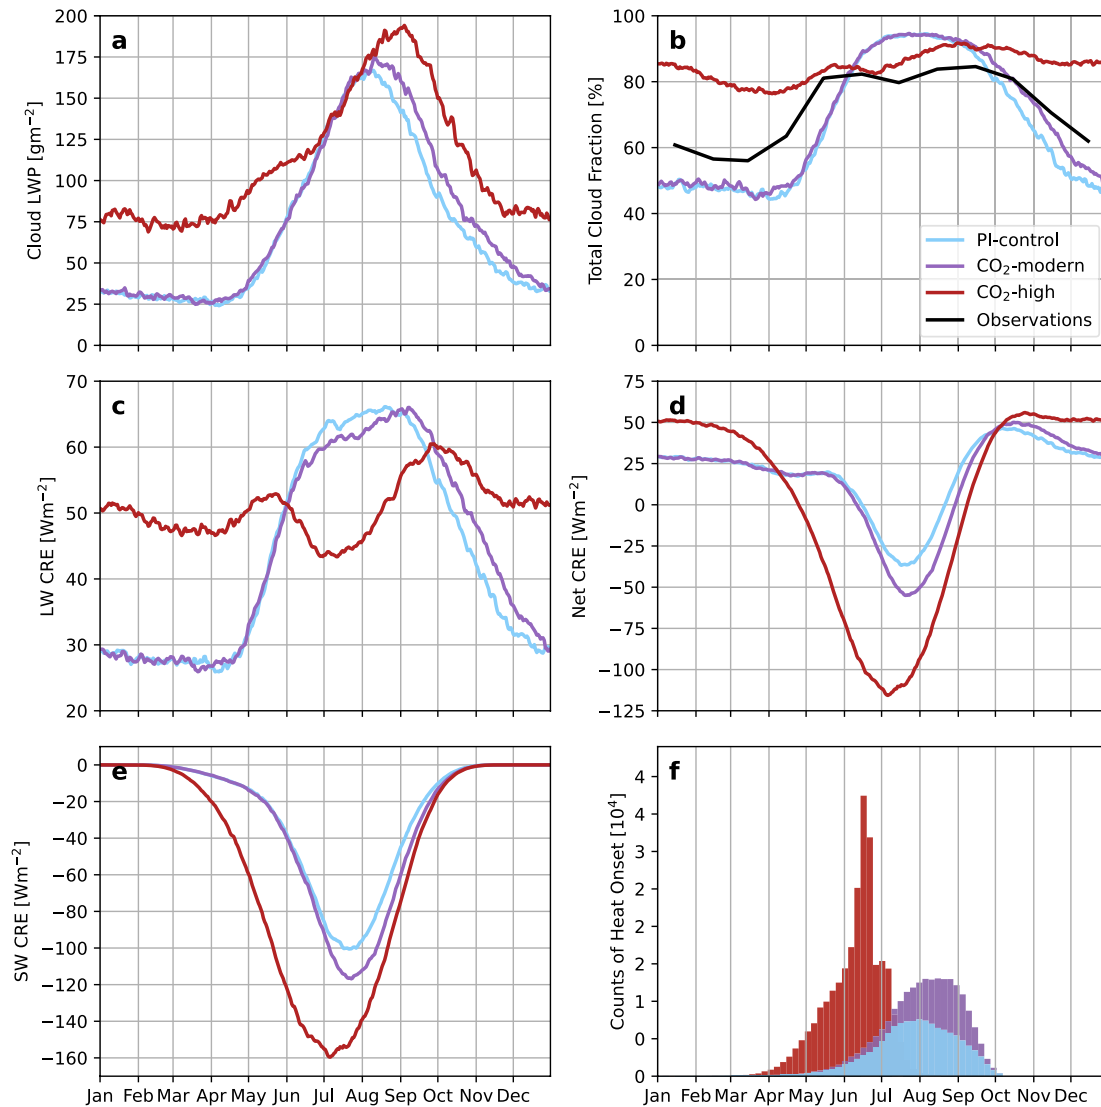 a
Cloud LWP [gm⁻²]
200
175
150
125
100
75
50
25
0
b
Total Cloud Fraction [%]
100
80
60
40
20
0
PI-control
CO₂-modern
CO₂-high
Observations
c
LW CRE [Wm⁻²]
70
60
50
40
30
20
d
Net CRE [Wm⁻²]
75
50
25
0
−25
−50
−75
−100
−125
e
SW CRE [Wm⁻²]
0
−20
−40
−60
−80
−100
−120
−140
−160
Jan Feb Mar Apr May Jun Jul Aug Sep Oct Nov Dec
f
Counts of Heat Onset [10⁴]
4
4
3
2
2
2
1
0
0
Jan Feb Mar Apr May Jun Jul Aug Sep Oct Nov Dec